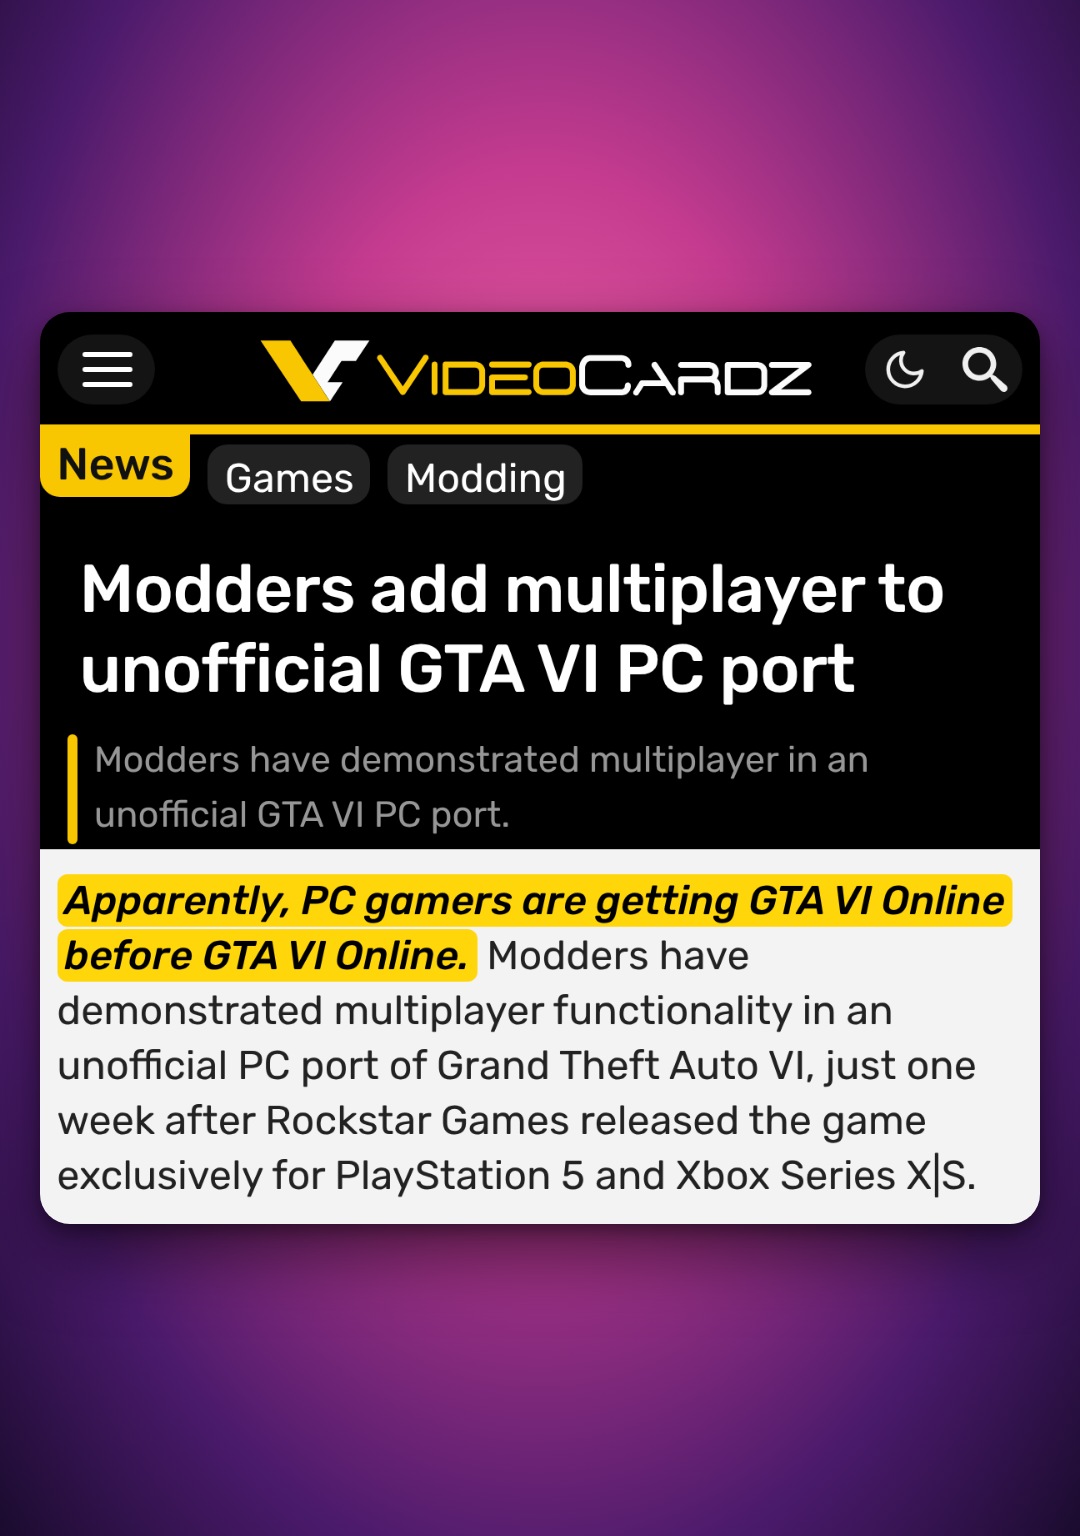 VIDEOCARDZ
News
Games
Modding
Modders add multiplayer to
unofficial GTA VI PC port
Modders have demonstrated multiplayer in an
unofficial GTA VI PC port.
Apparently, PC gamers are getting GTA VI Online
before GTA VI Online. Modders have
demonstrated multiplayer functionality in an
unofficial PC port of Grand Theft Auto VI, just one
week after Rockstar Games released the game
exclusively for PlayStation 5 and Xbox Series X|S.